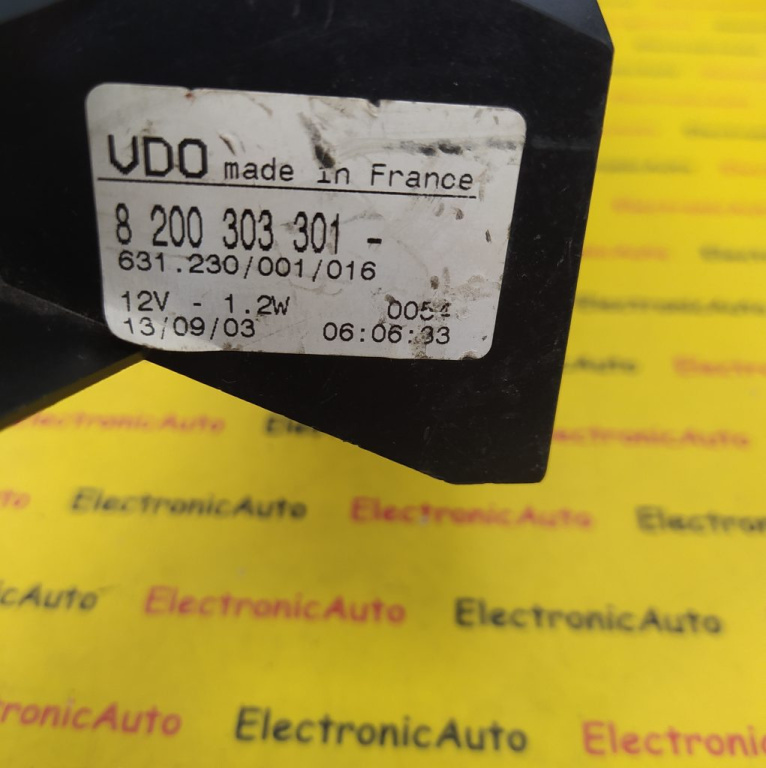 VDO made in France
8 200 303 301 -
631.230/001/016
12V - 1.2W 0054
13/09/03 06:06:33
ElectronicAuto
ElectronicAuto
ElectronicAuto ElectronicAuto
ElectronicAuto ElectronicAuto
ElectronicAuto